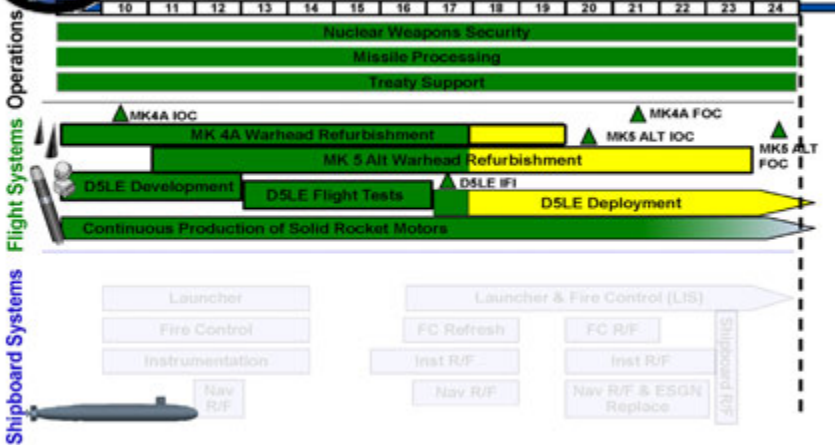 10 11 12 13 14 15 16 17 18 19 20 21 22 23 24
Operations
Nuclear Weapons Security
Missile Processing
Treaty Support
Flight Systems
MK4A IOC
MK4A FOC
MK 4A Warhead Refurbishment
MK5 ALT IOC
MK5 ALT
FOC
MK 5 Alt Warhead Refurbishment
D5LE Development
D5LE Flight Tests
D5LE IFI
D5LE Deployment
Continuous Production of Solid Rocket Motors
Shipboard Systems
Launcher
Launcher & Fire Control (LIS)
Fire Control
FC Refresh
FC R/F
Instrumentation
Inst R/F
Inst R/F
Shipboard R/F
Nav
R/F
Nav R/F
Nav R/F & ESGN
Replace